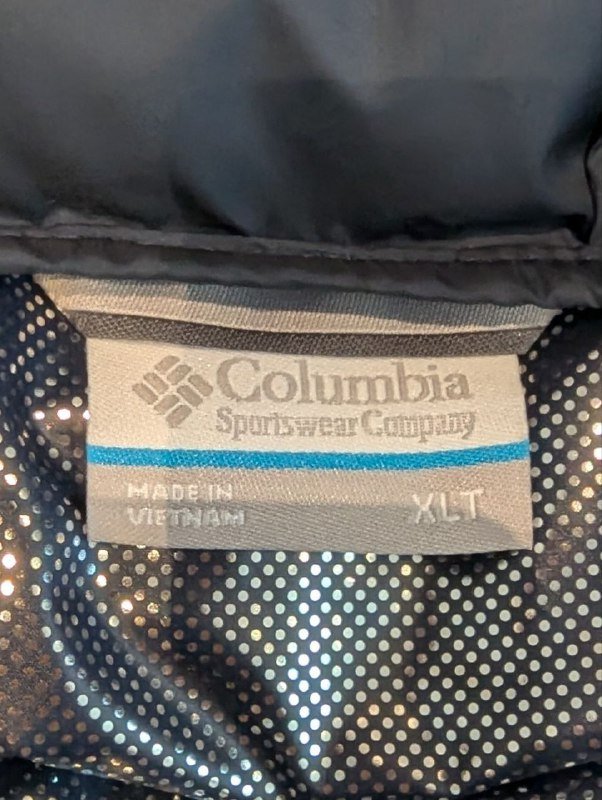 Columbia
Sportswear Company
MADE IN
VIETNAM
XLT